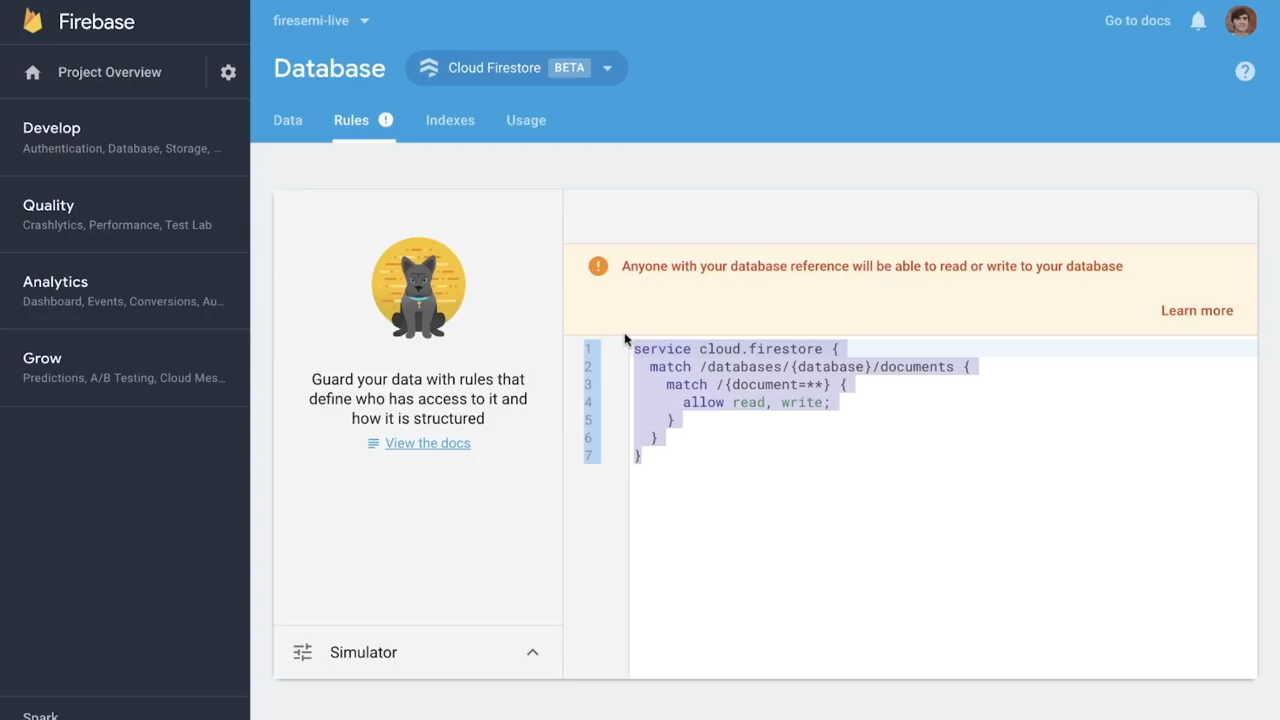 Firebase
firesemi-live
Go to docs
Project Overview
Database
Cloud Firestore BETA
Data
Rules
Indexes
Usage
Develop
Authentication, Database, Storage, ...
Quality
Crashlytics, Performance, Test Lab
Analytics
Dashboard, Events, Conversions, Au...
Grow
Predictions, A/B Testing, Cloud Mes...
Spark
Guard your data with rules that
define who has access to it and
how it is structured
View the docs
Simulator
Anyone with your database reference will be able to read or write to your database
Learn more
1 service cloud.firestore {
2 match /databases/{database}/documents {
3 match /{document=**} {
4 allow read, write;
5 }
6 }
7 }